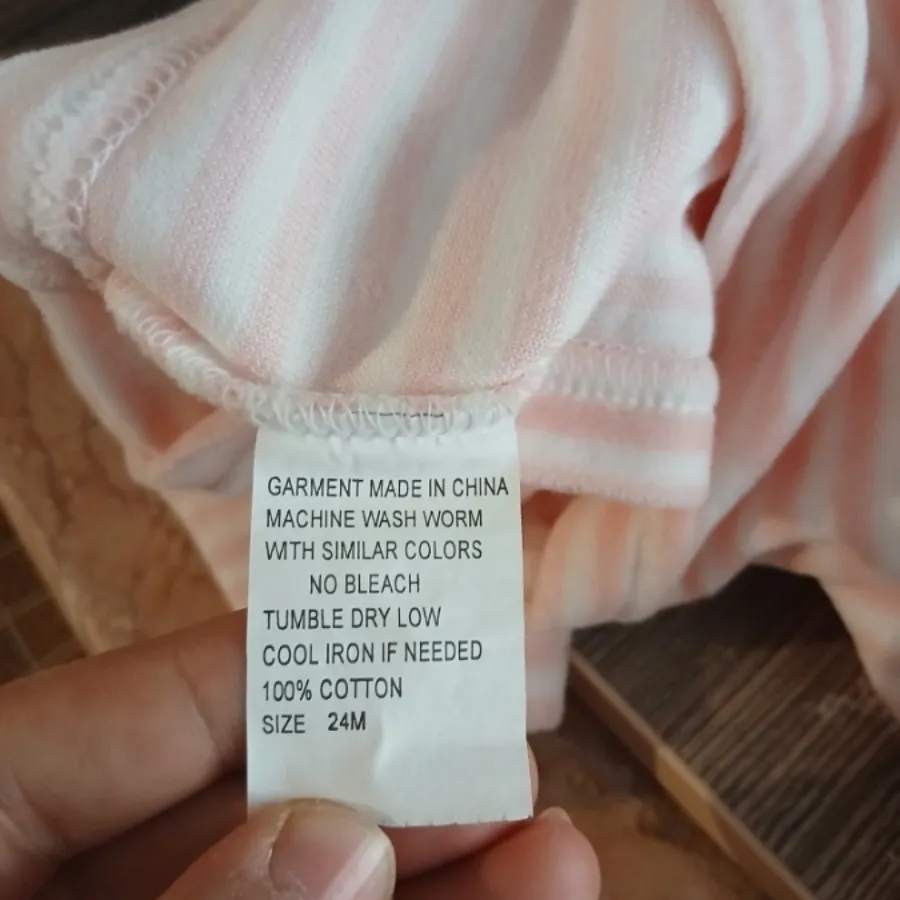 GARMENT MADE IN CHINA
MACHINE WASH WORM
WITH SIMILAR COLORS
NO BLEACH
TUMBLE DRY LOW
COOL IRON IF NEEDED
100% COTTON
SIZE 24M